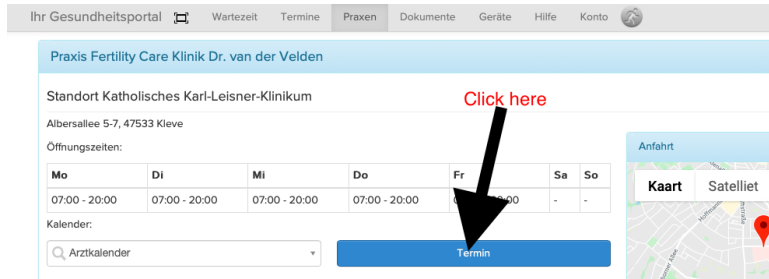 Ihr Gesundheitsportal Wartezeit Termine Praxen Dokumente Geräte Hilfe Konto
Praxis Fertility Care Klinik Dr. van der Velden
Standort Katholisches Karl-Leisner-Klinikum
Click here
Albersallee 5-7, 47533 Kleve
Öffnungszeiten:
Mo Di Mi Do Fr Sa So
07:00 - 20:00 07:00 - 20:00 07:00 - 20:00 07:00 - 20:00 - -
Kalender:
Arztkalender
Termin
Anfahrt
Kaart Satelliet